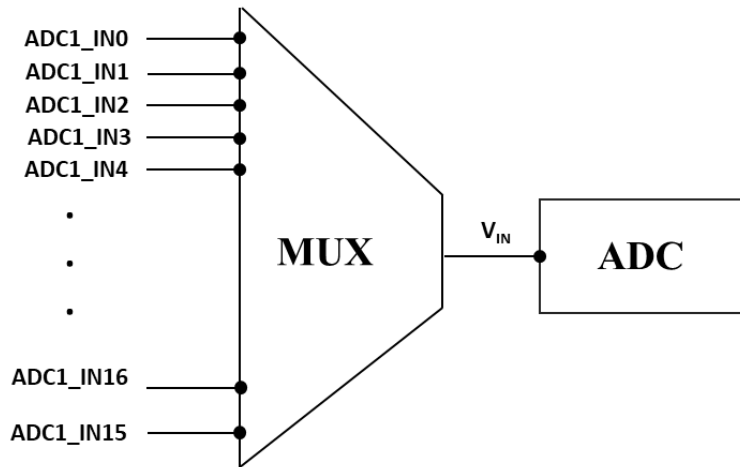 ADC1_IN0
ADC1_IN1
ADC1_IN2
ADC1_IN3
ADC1_IN4
MUX
VIN
ADC
ADC1_IN16
ADC1_IN15